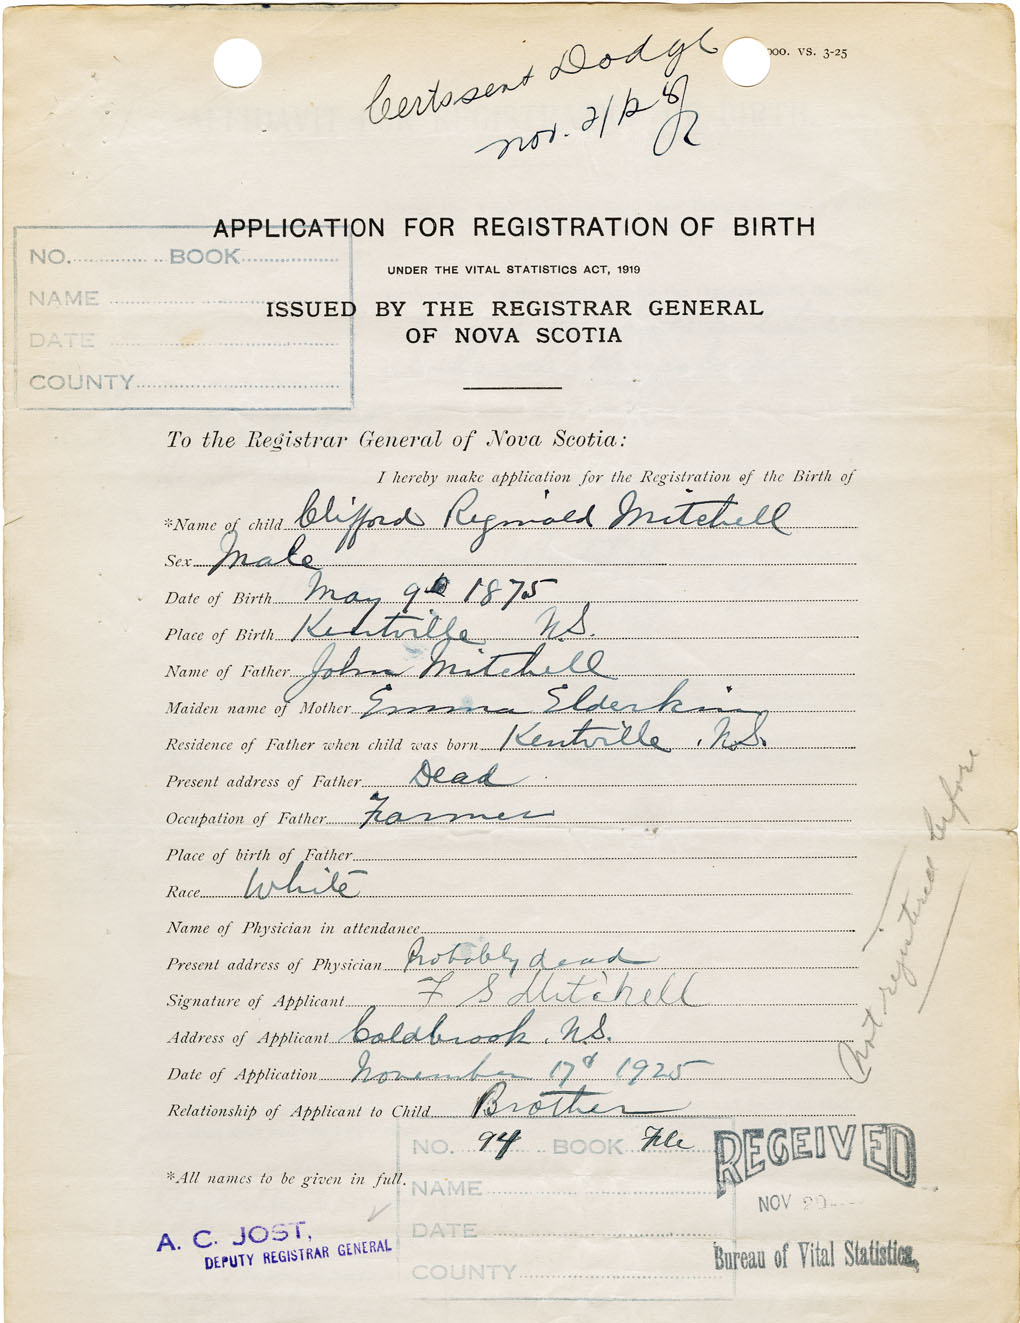 000. VS. 3-25
Certs sent Dodge
Nov. 21/28
APPLICATION FOR REGISTRATION OF BIRTH
UNDER THE VITAL STATISTICS ACT, 1919
ISSUED BY THE REGISTRAR GENERAL
OF NOVA SCOTIA
NO. BOOK
NAME
DATE
COUNTY
To the Registrar General of Nova Scotia:
I hereby make application for the Registration of the Birth of
*Name of child Clifford Reginald Mitchell
Sex Male
Date of Birth May 9th 1875
Place of Birth Kentville N.S.
Name of Father John Mitchell
Maiden name of Mother Emma Elderkin
Residence of Father when child was born Kentville, N.S.
Present address of Father Dead
Occupation of Father Farmer
Place of birth of Father
Race White
Name of Physician in attendance
Present address of Physician Probably dead
Signature of Applicant F S Mitchell
Address of Applicant Coldbrook, N.S.
Date of Application November 17th 1925
Relationship of Applicant to Child Brother
Not registered before
NO. 94 BOOK File
NAME
DATE
COUNTY
*All names to be given in full.
A. C. JOST,
DEPUTY REGISTRAR GENERAL
RECEIVED
NOV 20
Bureau of Vital Statistics,